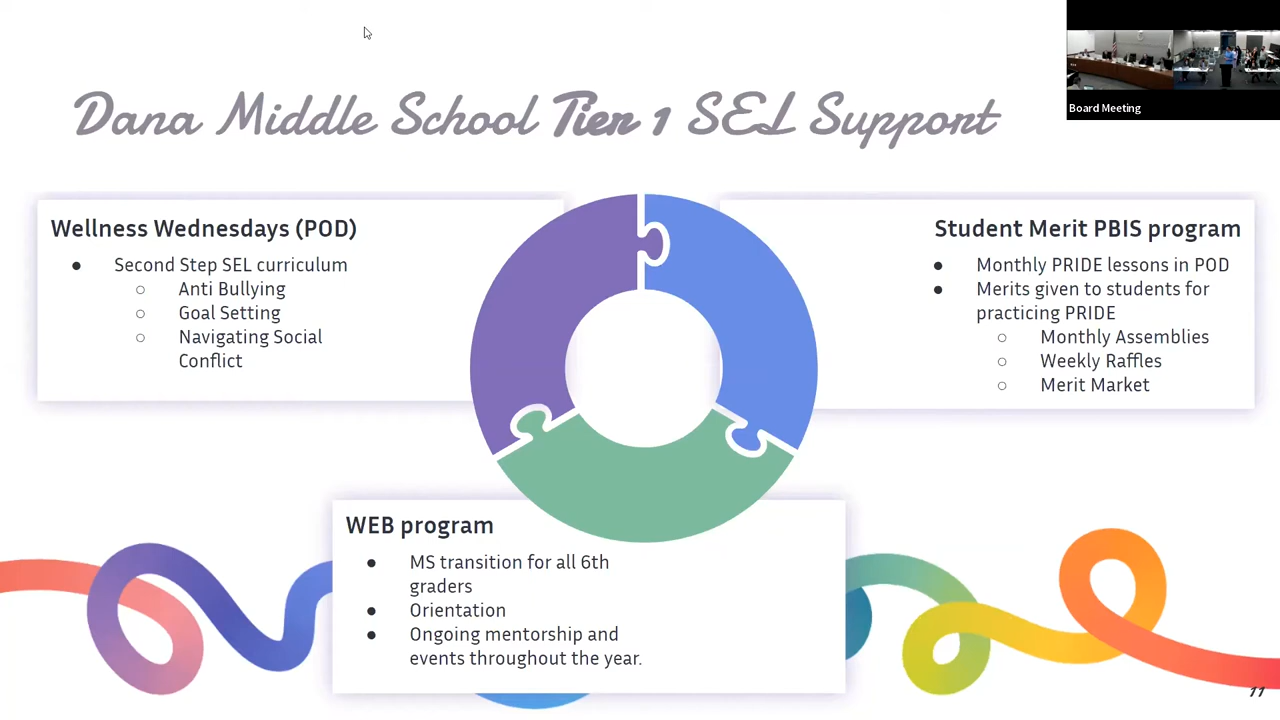 Dana Middle School Tier 1 SEL Support
Board Meeting
Wellness Wednesdays (POD)
● Second Step SEL curriculum
○ Anti Bullying
○ Goal Setting
○ Navigating Social
Conflict
Student Merit PBIS program
● Monthly PRIDE lessons in POD
● Merits given to students for
practicing PRIDE
○ Monthly Assemblies
○ Weekly Raffles
○ Merit Market
WEB program
● MS transition for all 6th
graders
● Orientation
● Ongoing mentorship and
events throughout the year.
11